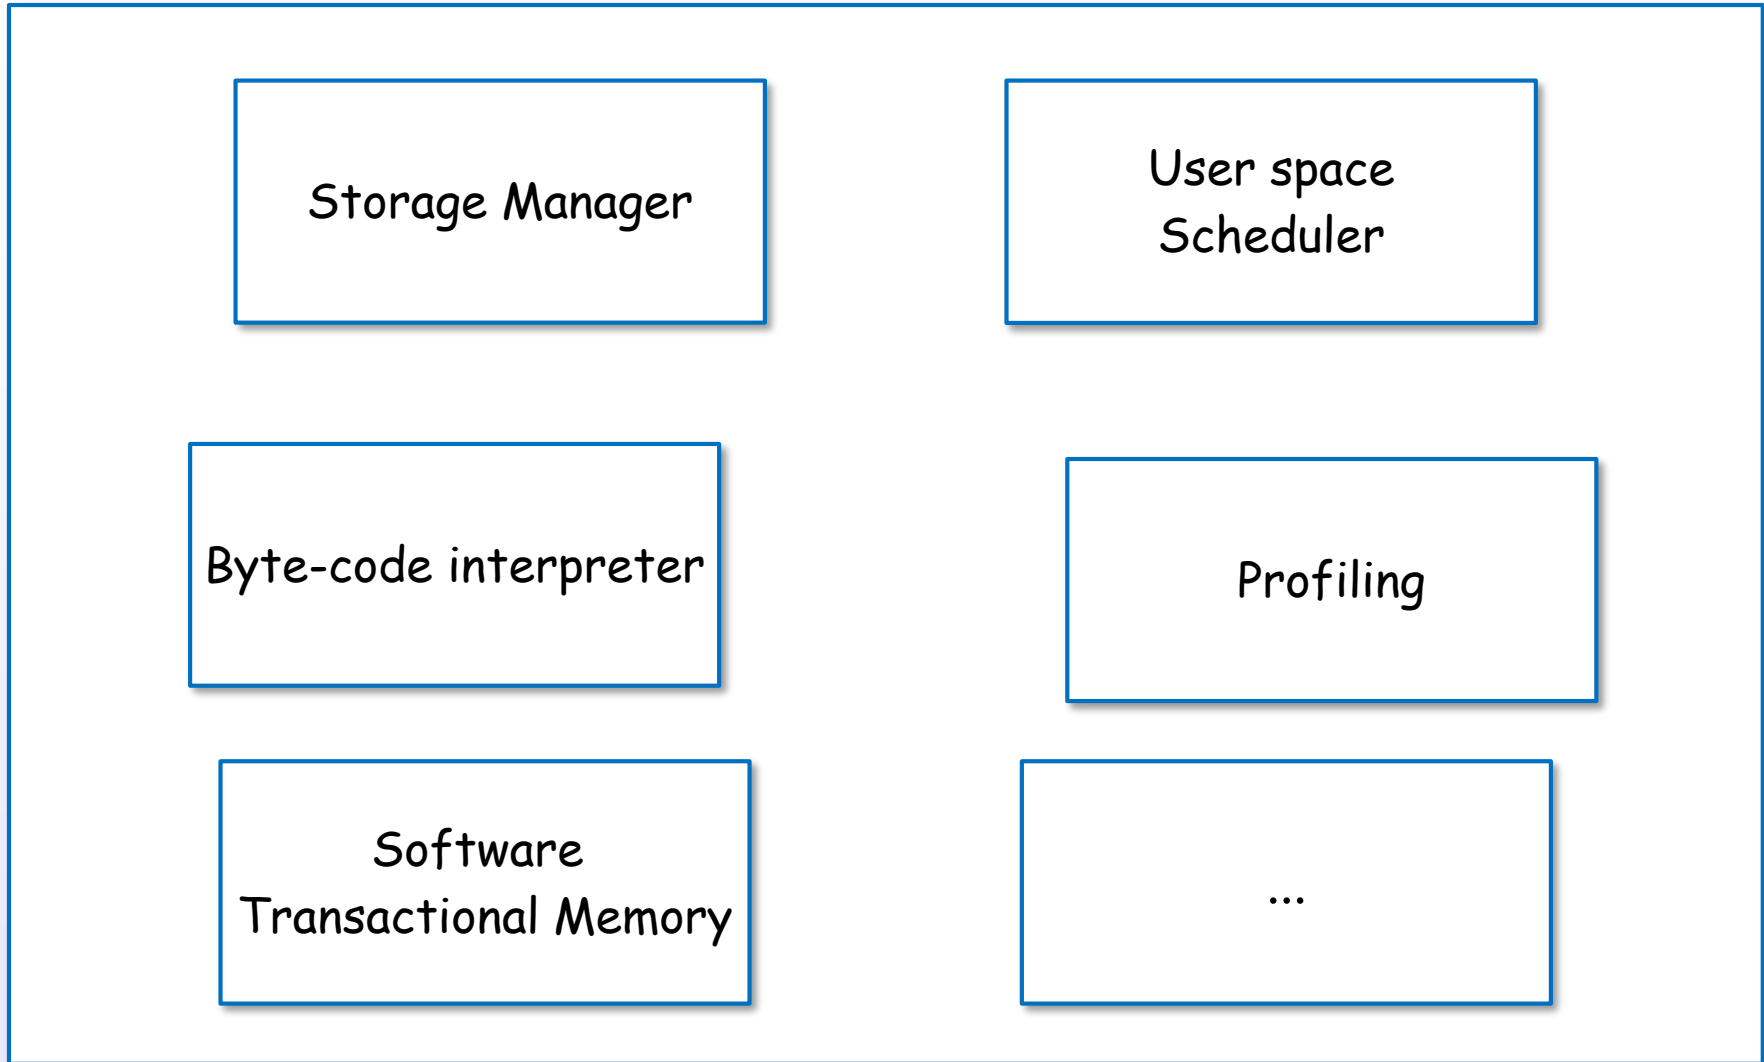 Storage Manager
User space
Scheduler
Byte-code interpreter
Profiling
Software
Transactional Memory
...